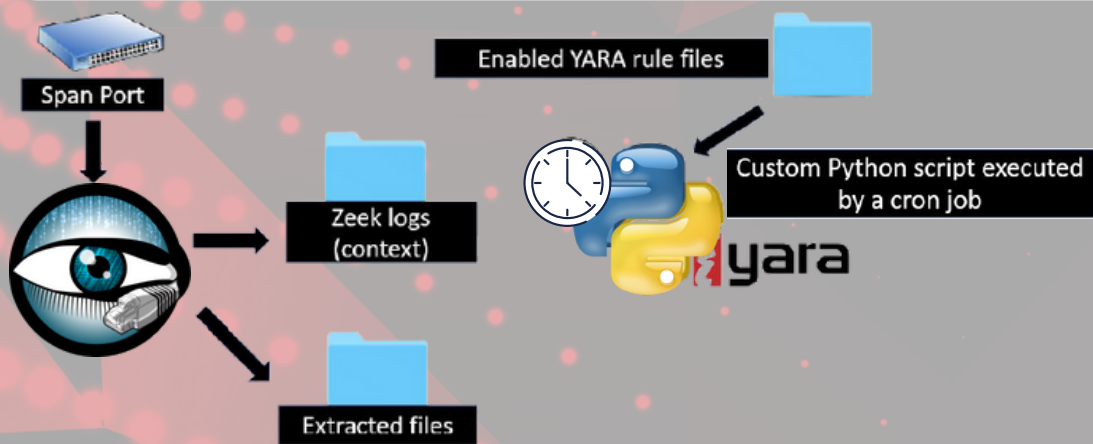 Span Port
Enabled YARA rule files
Zeek logs
(context)
Custom Python script executed
by a cron job
yara
Extracted files